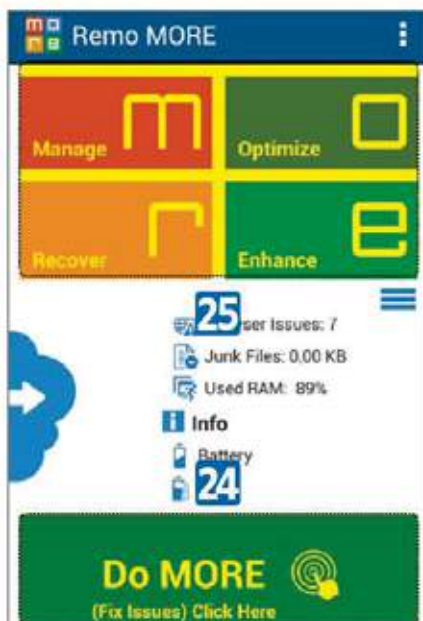 Remo MORE
m
Manage
o
Optimize
r
Recover
e
Enhance
25 ser Issues: 7
Junk Files: 0,00 KB
Used RAM: 89%
i Info
Battery
24
Do MORE
(Fix Issues) Click Here